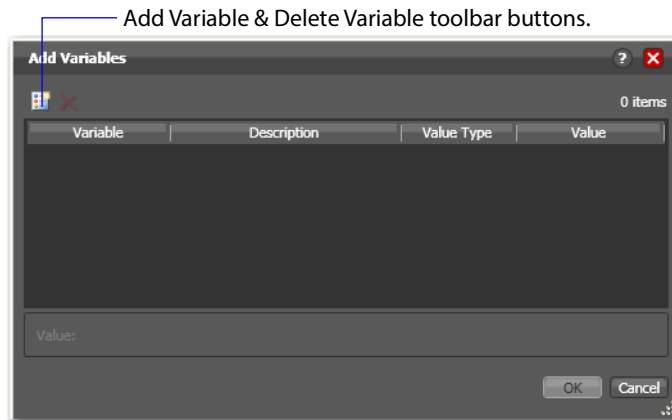 Add Variable & Delete Variable toolbar buttons.
Add Variables ?
0 items
Variable Description Value Type Value
Value:
OK Cancel